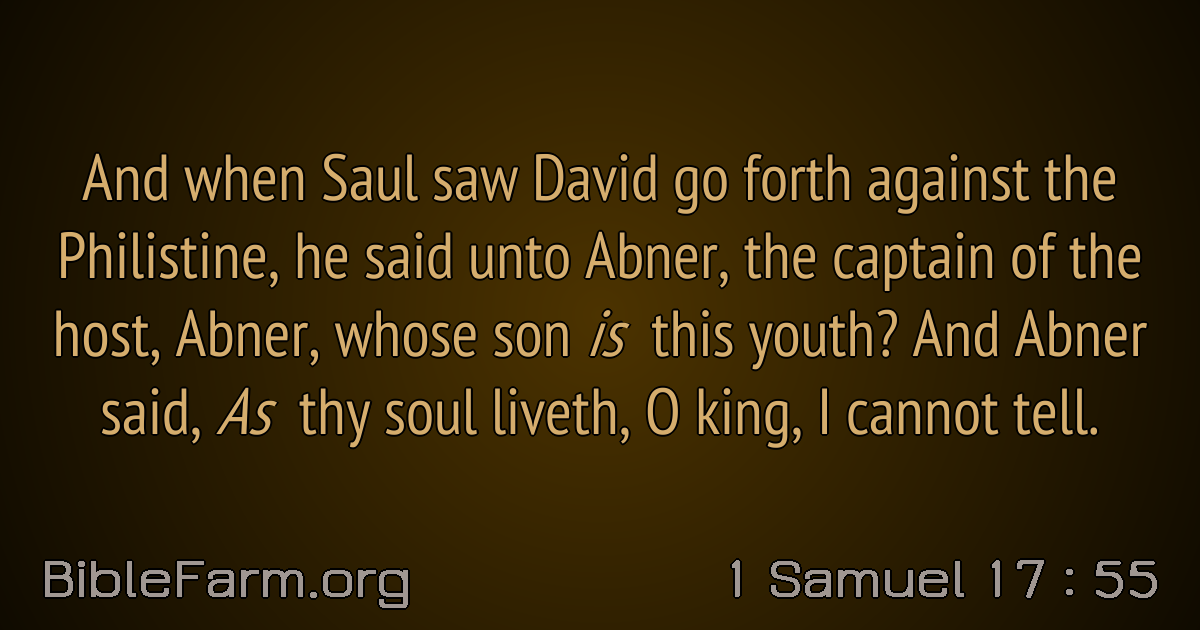 And when Saul saw David go forth against the
Philistine, he said unto Abner, the captain of the
host, Abner, whose son is this youth? And Abner
said, As thy soul liveth, O king, I cannot tell.
BibleFarm.org
1 Samuel 17 : 55